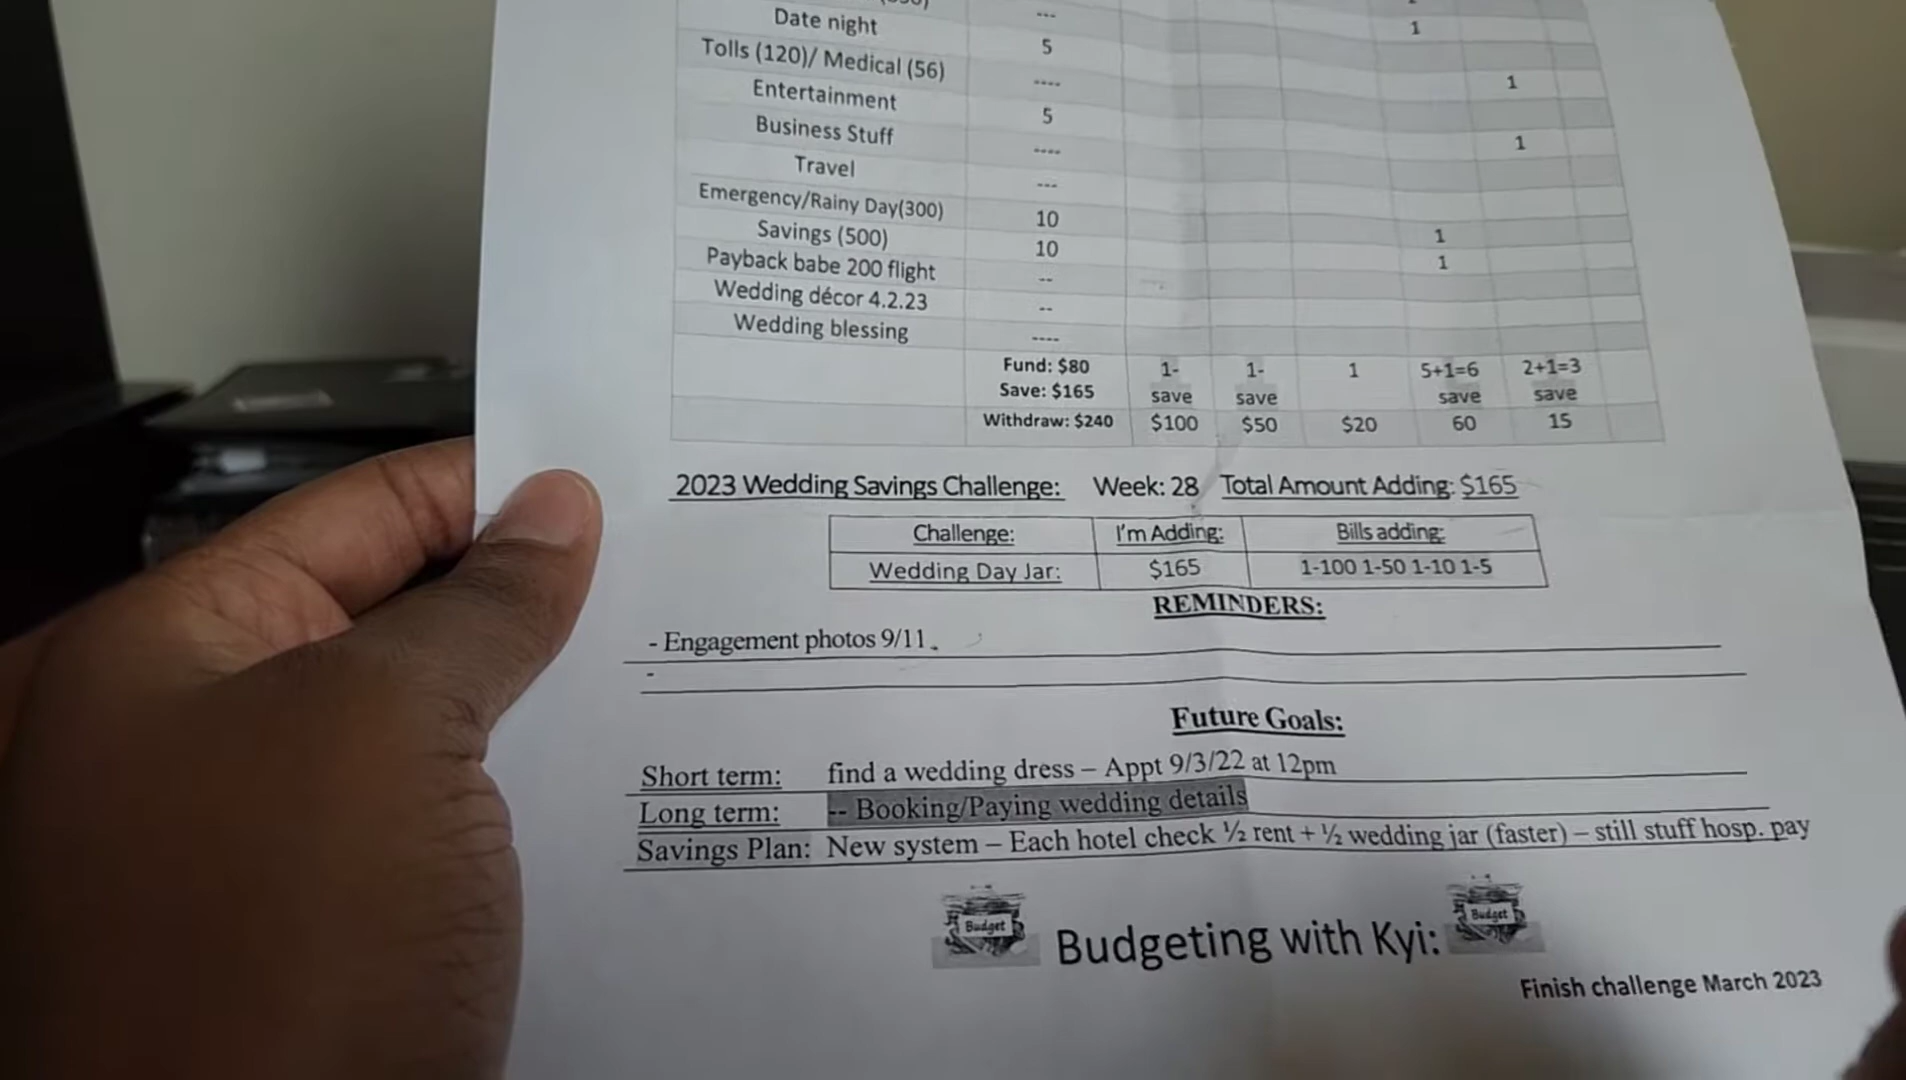 Date night --- 1
Tolls (120)/ Medical (56) 5
Entertainment ---- 1
Business Stuff 5
Travel ---- 1
Emergency/Rainy Day(300) ---
Savings (500) 10 1
Payback babe 200 flight 10 1
Wedding décor 4.2.23 --
Wedding blessing --
----
Fund: $80 1- 1- 1 5+1=6 2+1=3
Save: $165 save save save save
Withdraw: $240 $100 $50 $20 60 15
2023 Wedding Savings Challenge: Week: 28 Total Amount Adding: $165
Challenge: I'm Adding: Bills adding:
Wedding Day Jar: $165 1-100 1-50 1-10 1-5
REMINDERS:
- Engagement photos 9/11.
-
Future Goals:
Short term: find a wedding dress – Appt 9/3/22 at 12pm
Long term: -- Booking/Paying wedding details
Savings Plan: New system – Each hotel check ½ rent + ½ wedding jar (faster) – still stuff hosp. pay
Budget Budgeting with Kyi: Budget
Finish challenge March 2023